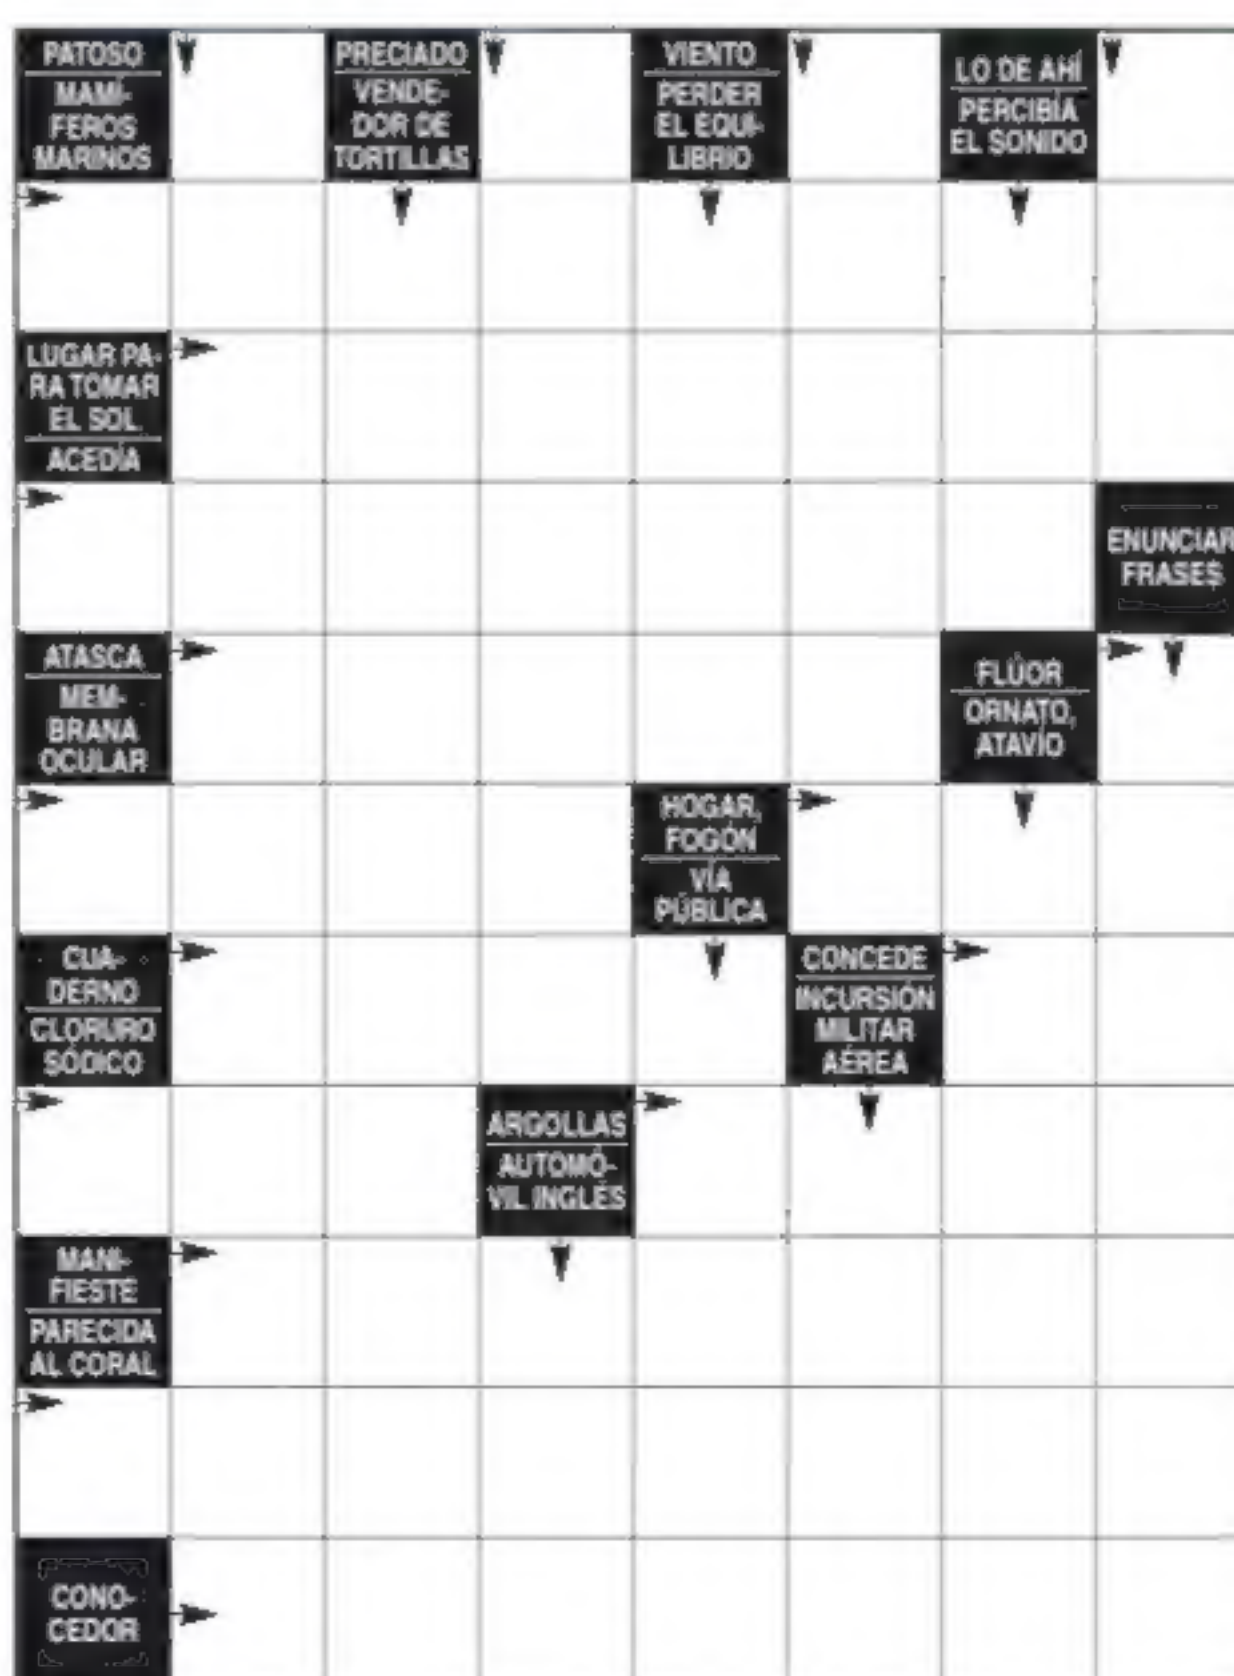 PATOSO
MAMÍ-
FEROS
MARINOS
PRECIADO
VENDE-
DOR DE
TORTILLAS
VIENTO
PERDER
EL EQUI-
LIBRIO
LO DE AHÍ
PERCIBÍA
EL SONIDO
LUGAR PA-
RA TOMAR
EL SOL
ACEDÍA
ENUNCIAR
FRASES
ATASCA
MEM-
BRANA
OCULAR
FLÚOR
ORNATO,
ATAVÍO
HOGAR,
FOGÓN
VÍA
PÚBLICA
CUA-
DERNO
CLORURO
SÓDICO
CONCEDE
INCURSIÓN
MILITAR
AÉREA
ARGOLLAS
AUTOMÓ-
VIL INGLÉS
MANI-
FIESTE
PARECIDA
AL CORAL
CONO-
CEDOR